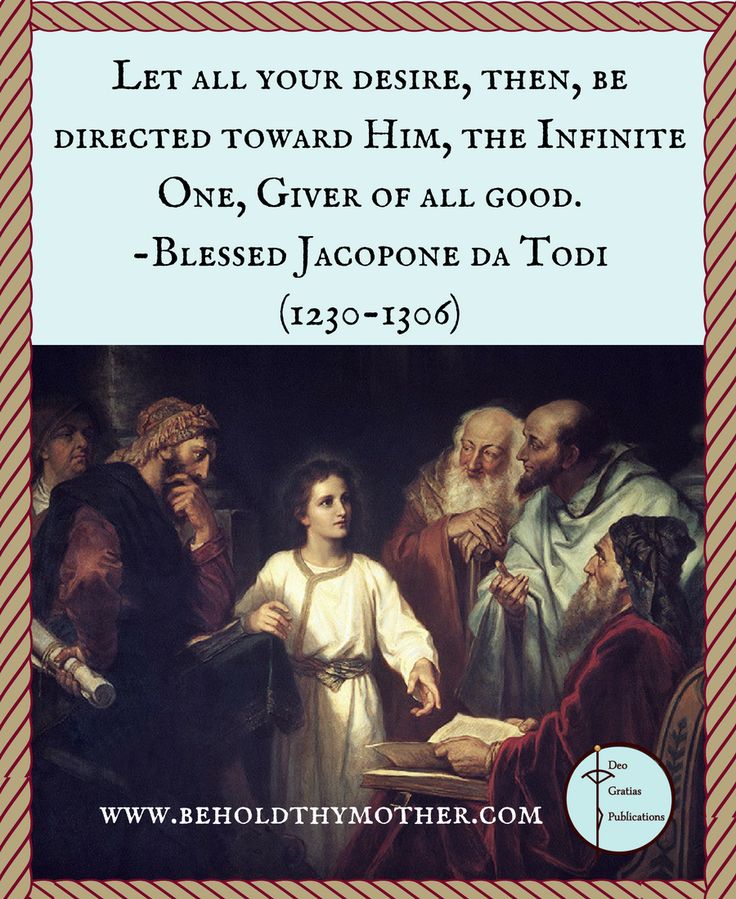 Let all your desire, then, be
directed toward Him, the Infinite
One, Giver of all good.
-Blessed Jacopone da Todi
(1230-1306)
www.beholdthymother.com
Deo
Gratias
Publications